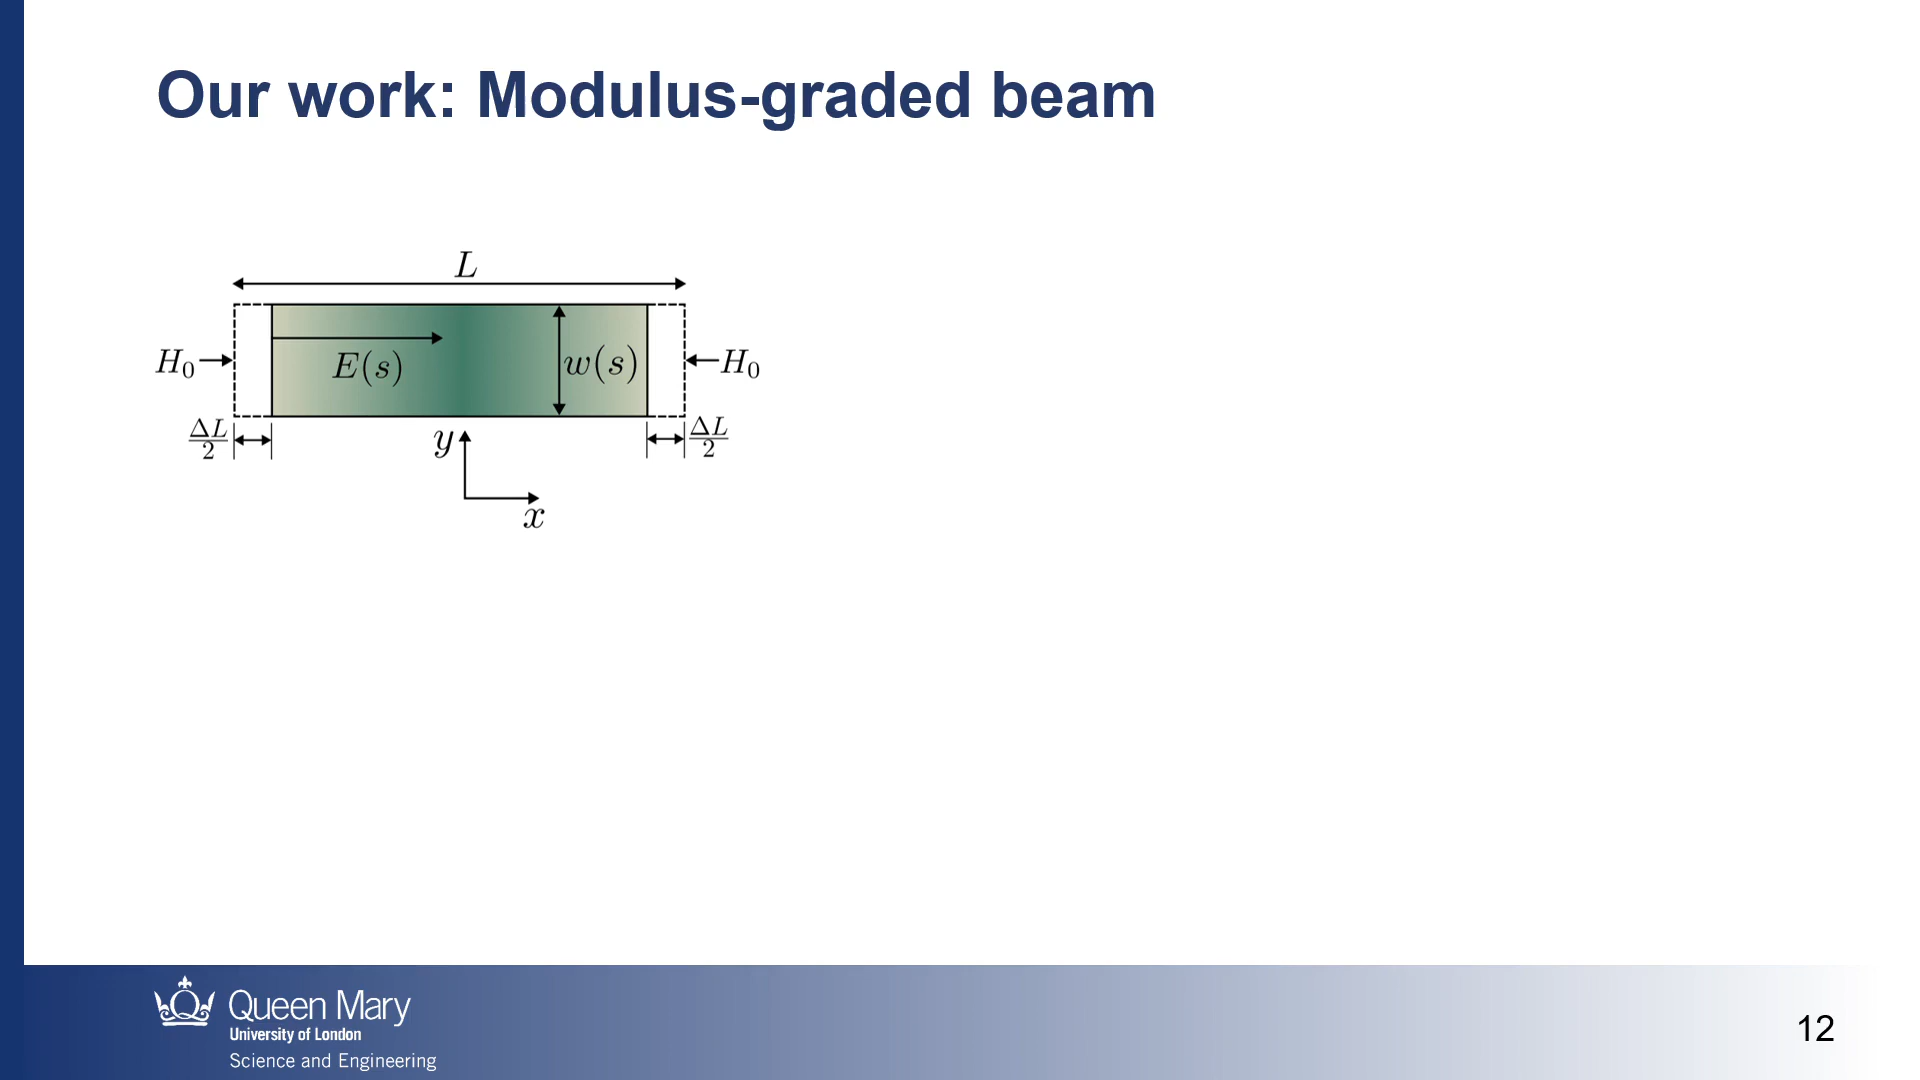 Our work: Modulus-graded beam
L
H₀
E(s)
w(s)
H₀
ΔL/2
ΔL/2
y
x
Queen Mary
University of London
Science and Engineering
12